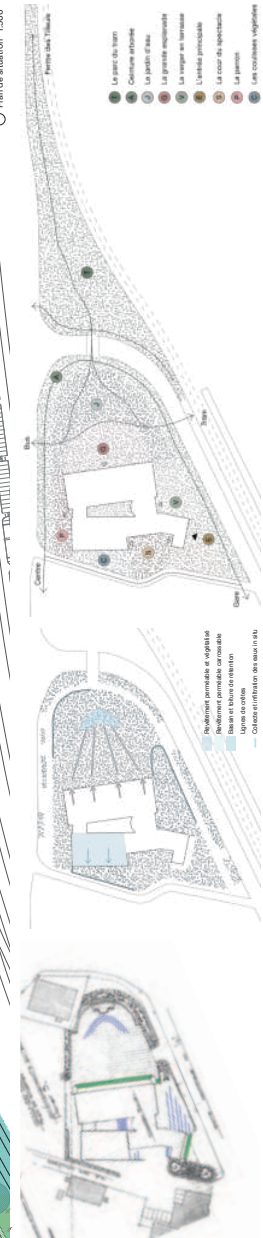 Plan de situation 1.500
Ferme des Tilleuls
Bus
Centre
Tram
Gare
T
A
J
G
P
C
S
V
E
T Le parc du tram
A Ceinture arborée
J Le jardin d'eau
G La grande esplanade
V Le verger en terrasse
E L'entrée principale
S La cour du spectacle
P Le perron
C Les coulisses végétales
Revêtement perméable et végétalisé
Revêtement perméable carrossable
Bassin et toiture de rétention
Lignes de crêtes
Collecte et infiltration des eaux in situ